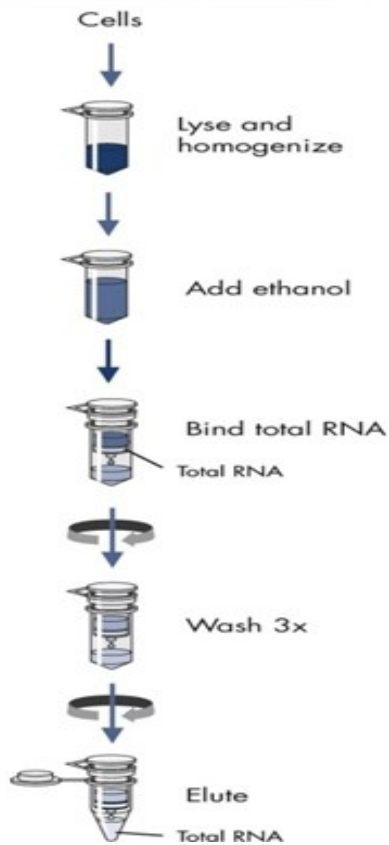 Cells
Lyse and
homogenize
Add ethanol
Bind total RNA
Total RNA
Wash 3x
Elute
Total RNA